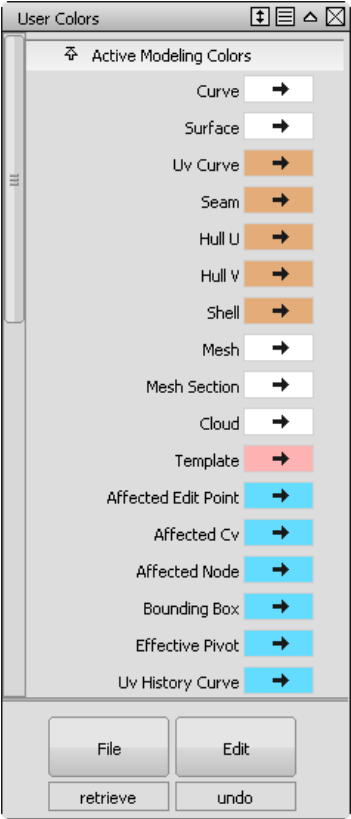 User Colors
Active Modeling Colors
Curve
Surface
Uv Curve
Seam
Hull U
Hull V
Shell
Mesh
Mesh Section
Cloud
Template
Affected Edit Point
Affected Cv
Affected Node
Bounding Box
Effective Pivot
Uv History Curve
File Edit
retrieve undo